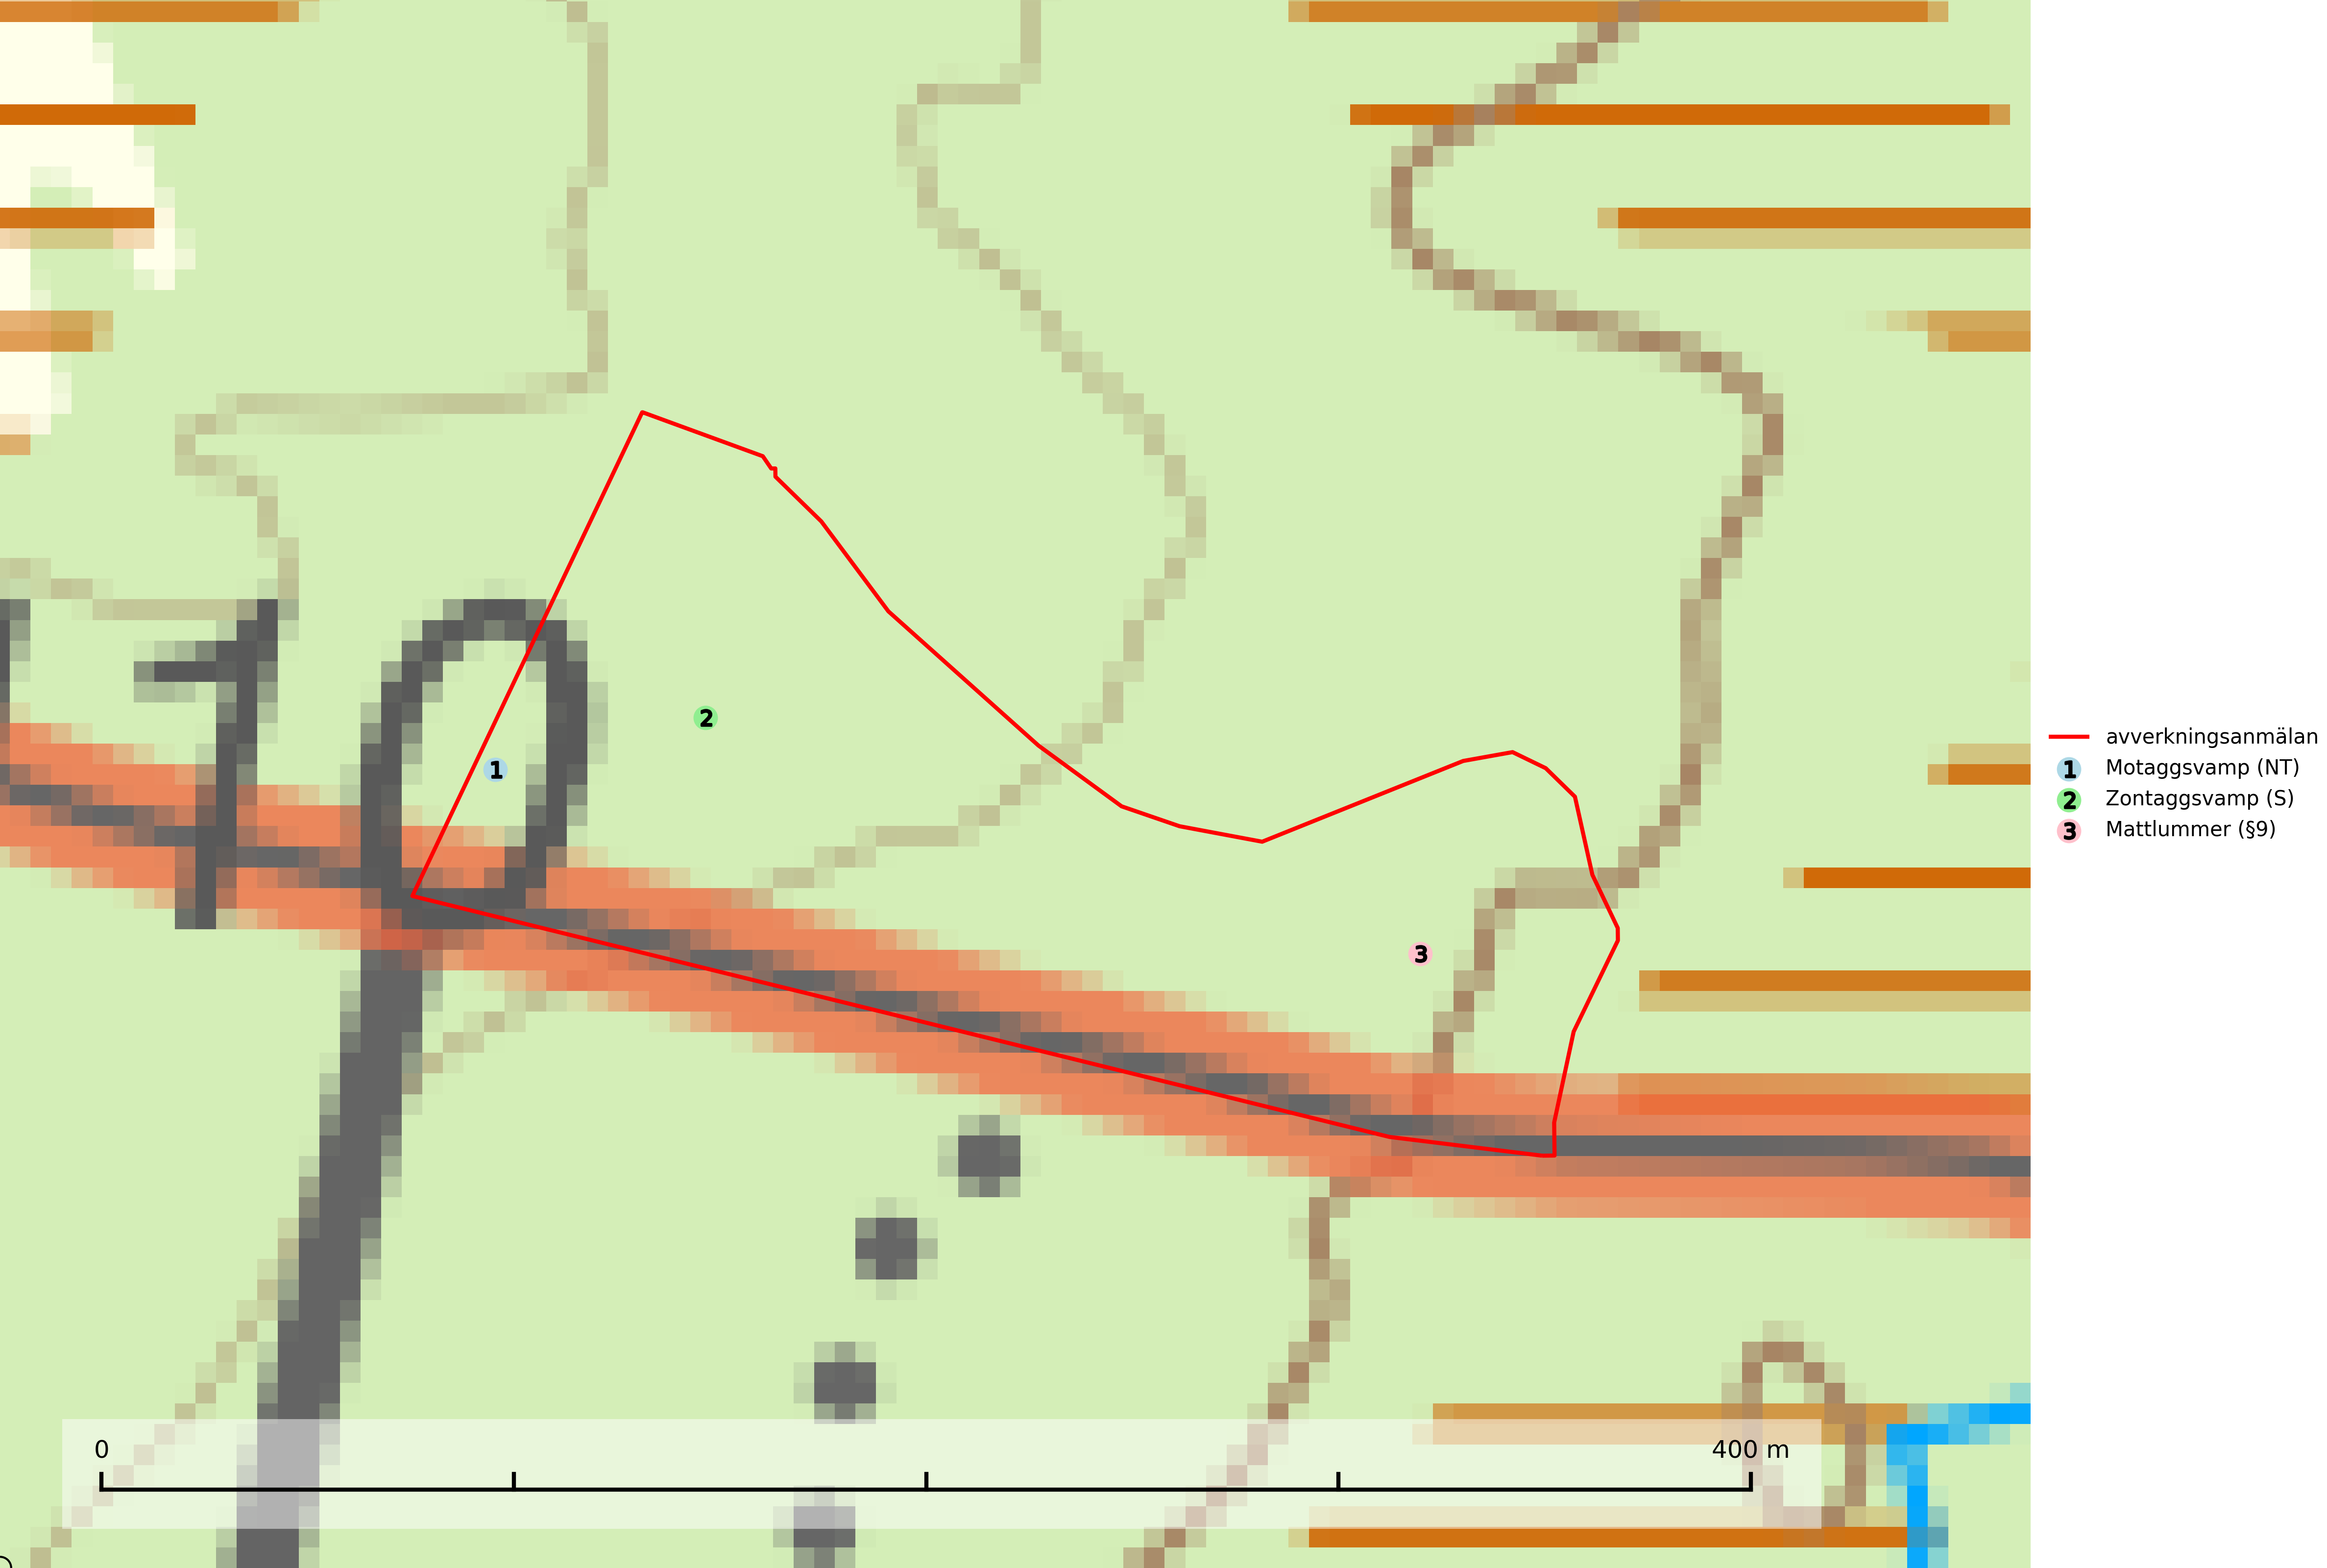 2
1
3
avverkningsanmälan
1 Motaggsvamp (NT)
2 Zontaggsvamp (S)
3 Mattlummer (§9)
0 400 m